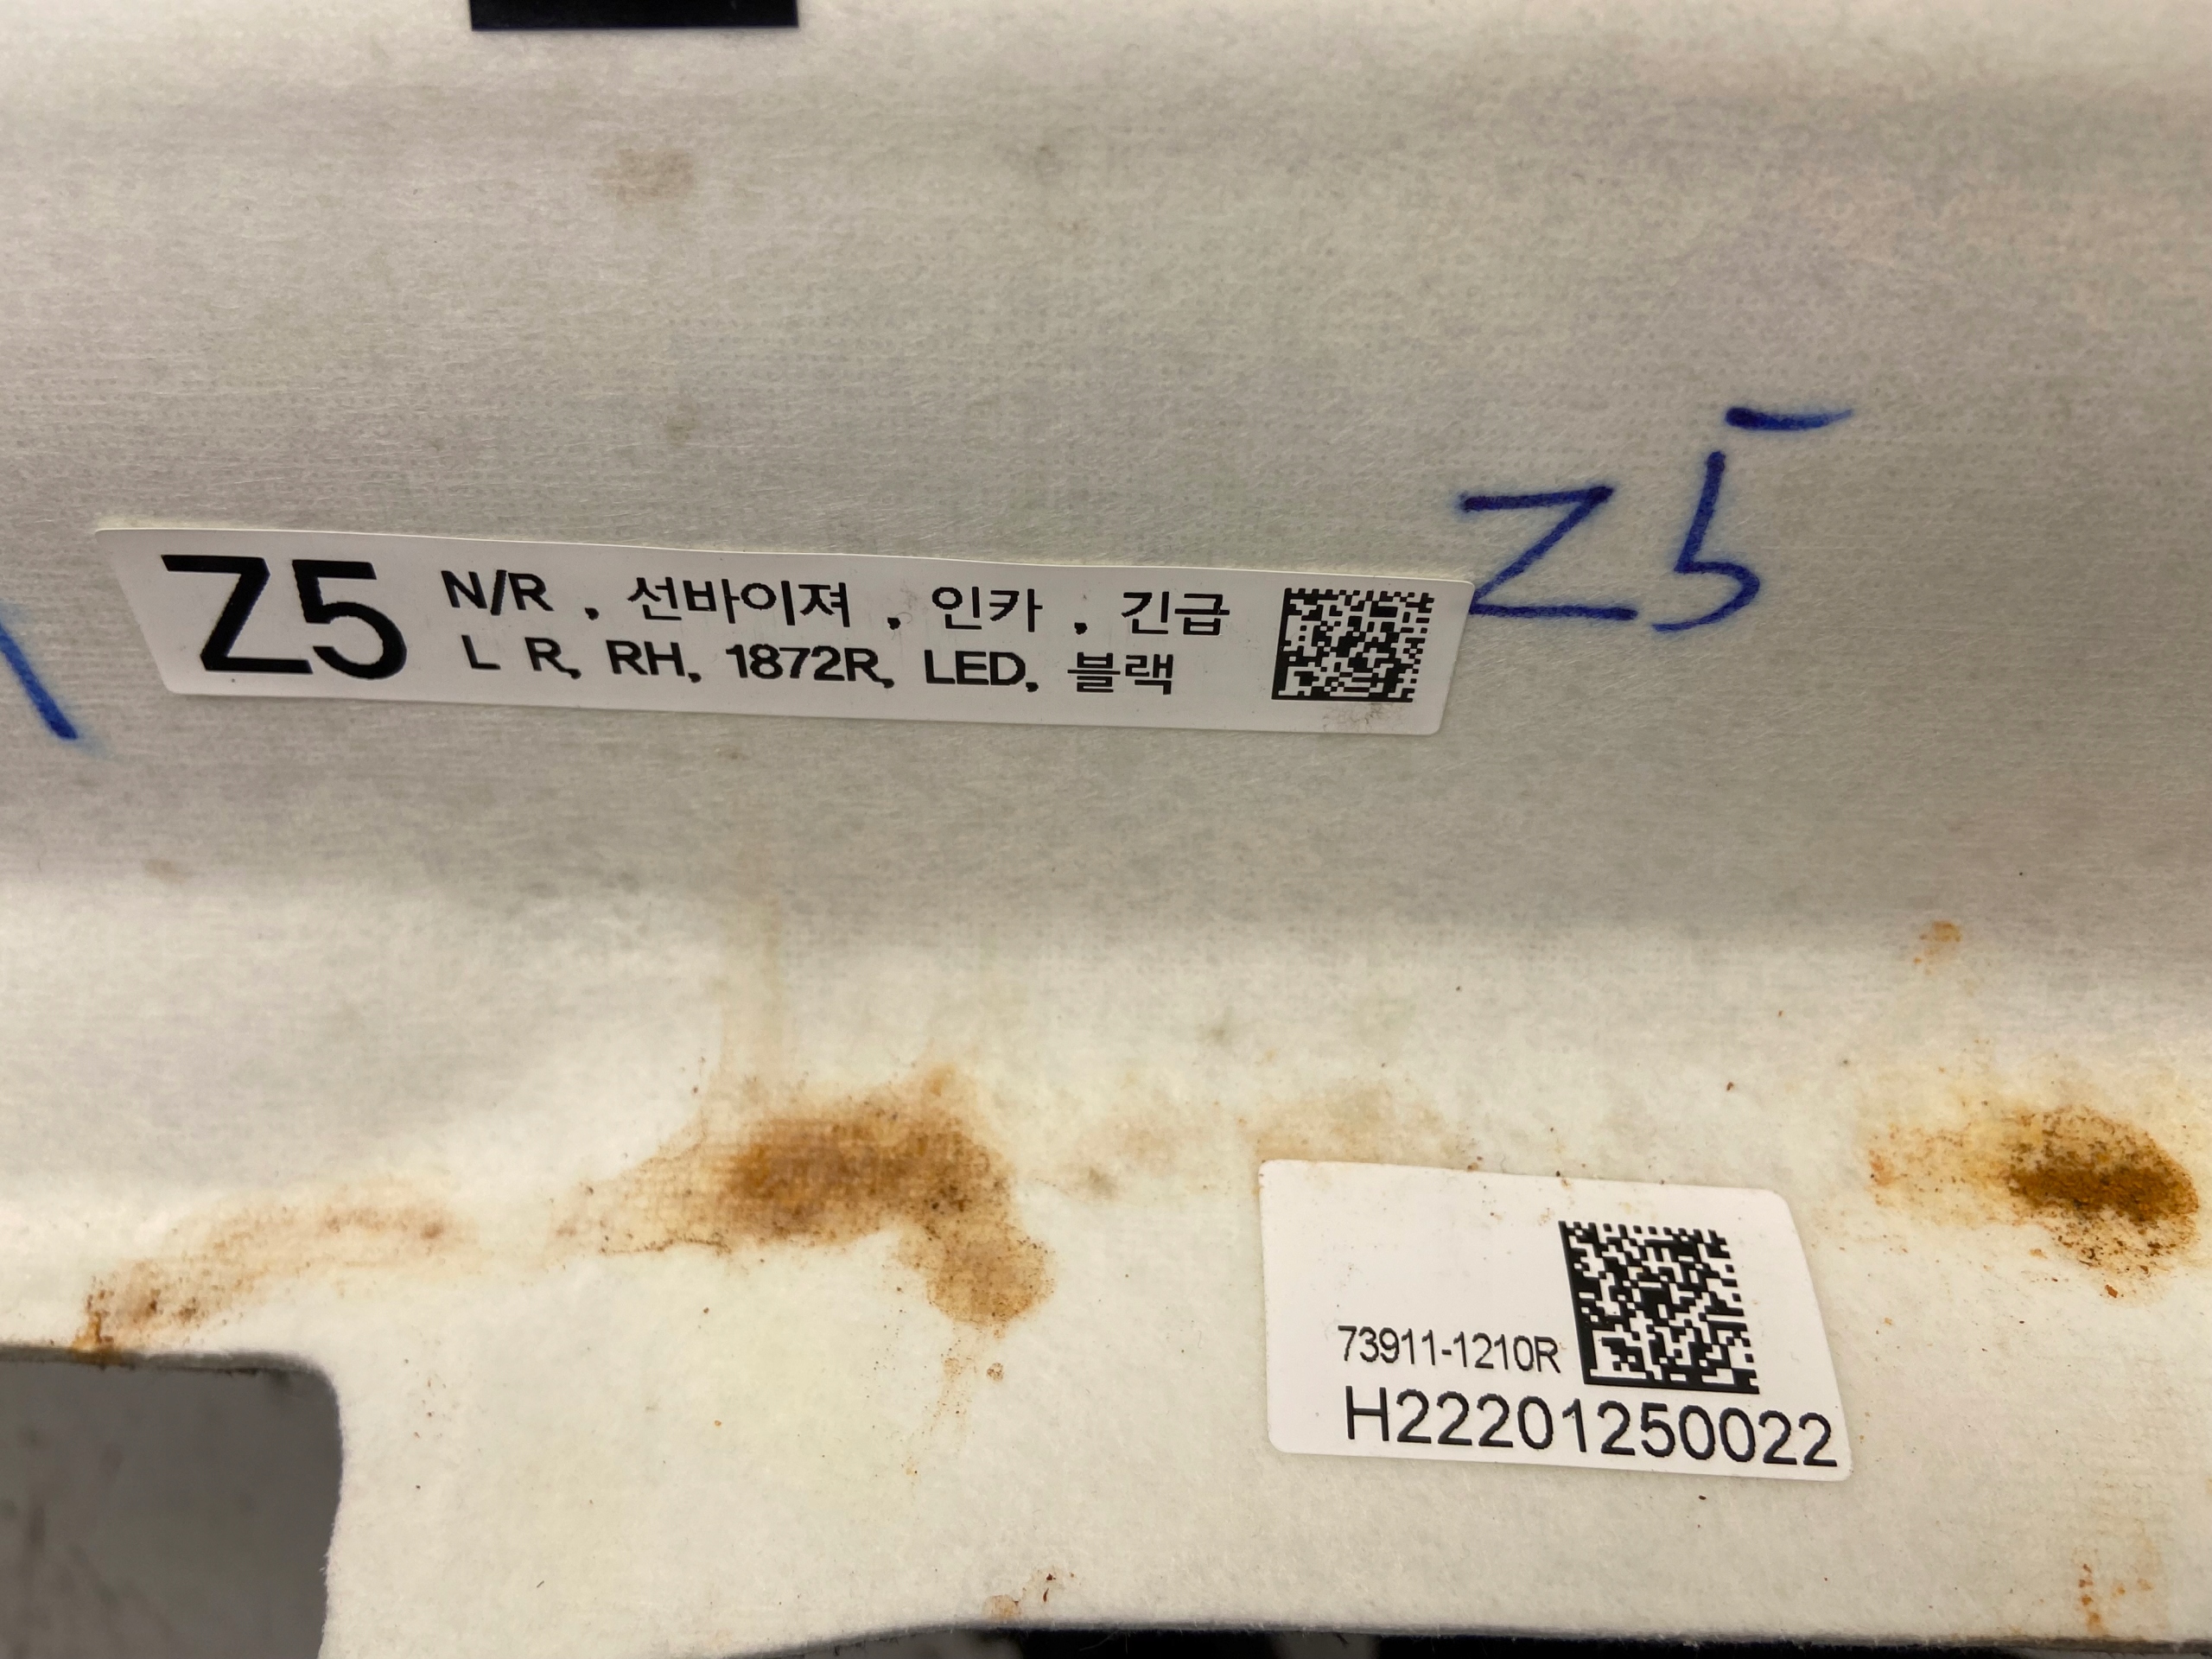 Z5
N/R , 선바이져 , 인카 , 긴급
L R, RH, 1872R, LED, 블랙
Z5
73911-1210R
H22201250022